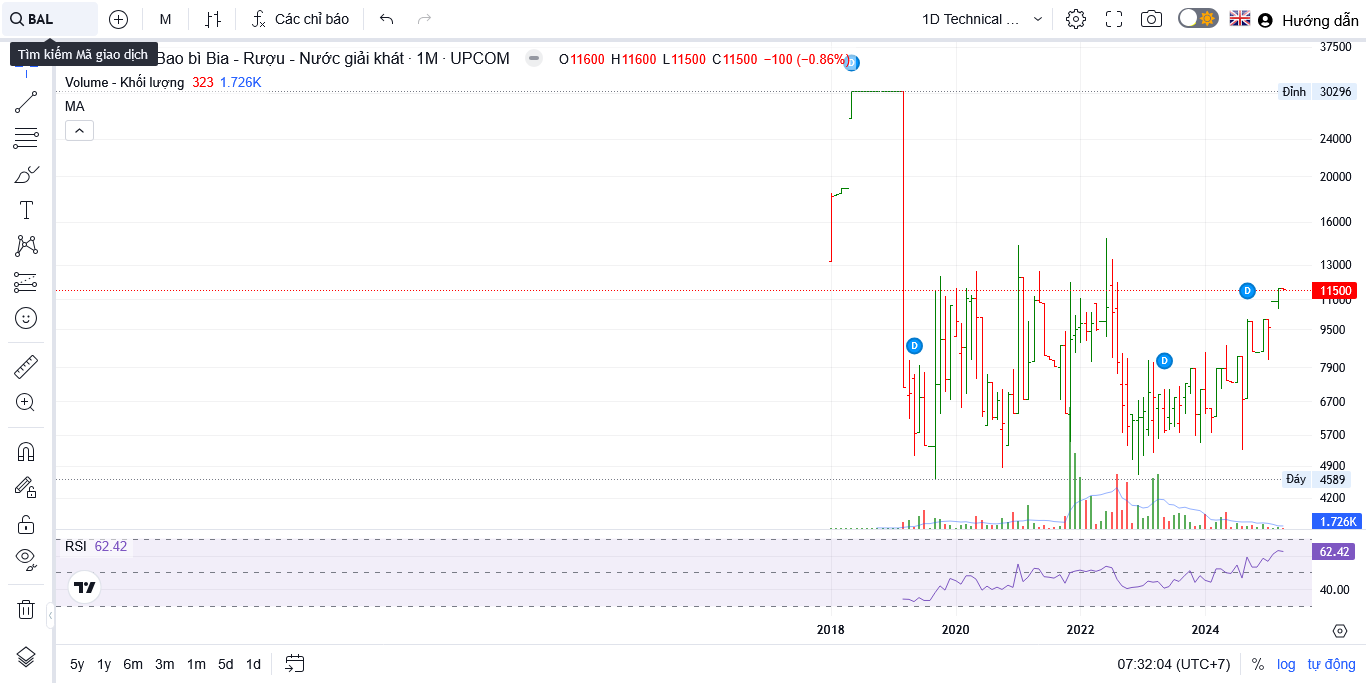 BAL
M
Các chỉ báo
1D Technical ...
Hướng dẫn
Tìm kiếm Mã giao dịch
Bao bì Bia - Rượu - Nước giải khát · 1M · UPCOM
O11600 H11600 L11500 C11500 −100 (−0.86%)
Volume - Khối lượng 323 1.726K
MA
37500
Đỉnh 30296
24000
20000
16000
13000
11500
11000
9500
7900
6700
5700
4900
Đáy 4589
4200
1.726K
D
D
D
RSI 62.42
62.42
40.00
2018 2020 2022 2024
5y 1y 6m 3m 1m 5d 1d
07:32:04 (UTC+7) % log tự động